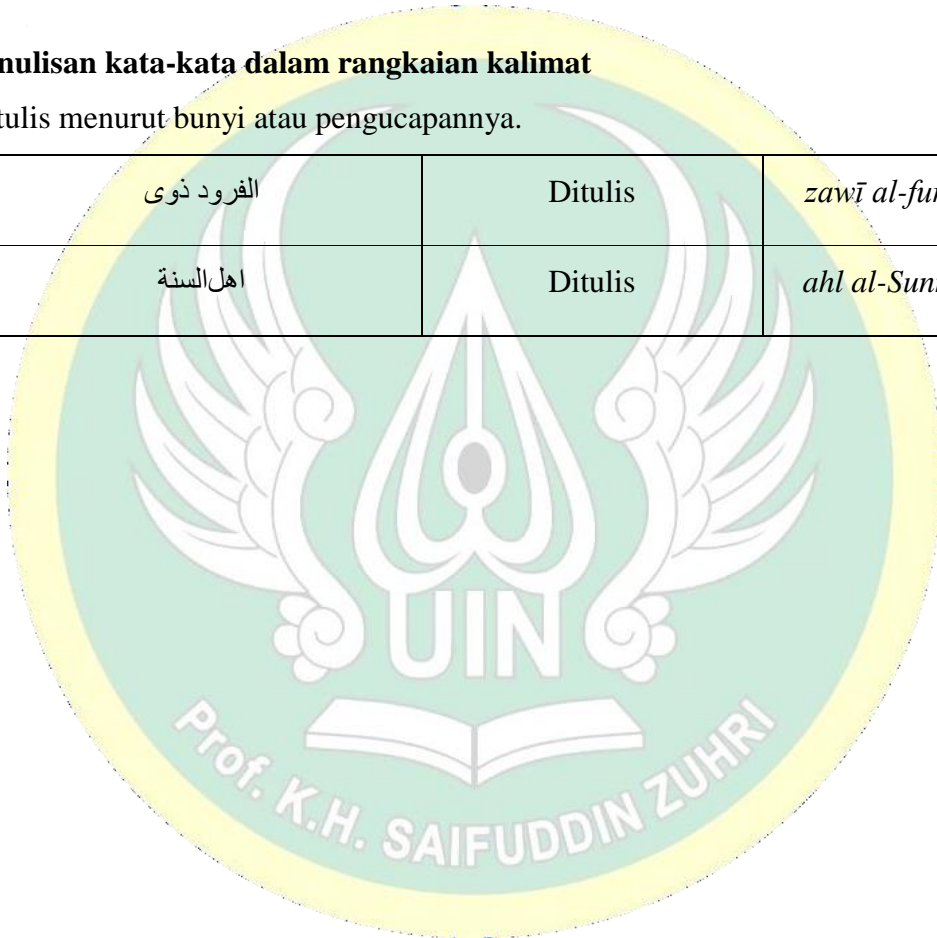 nulisan kata-kata dalam rangkaian kalimat
tulis menurut bunyi atau pengucapannya.
الفرود ذوى Ditulis zawī al-fur
اهل السنة Ditulis ahl al-Sun
UIN
Prof. K.H. SAIFUDDIN ZUHRI